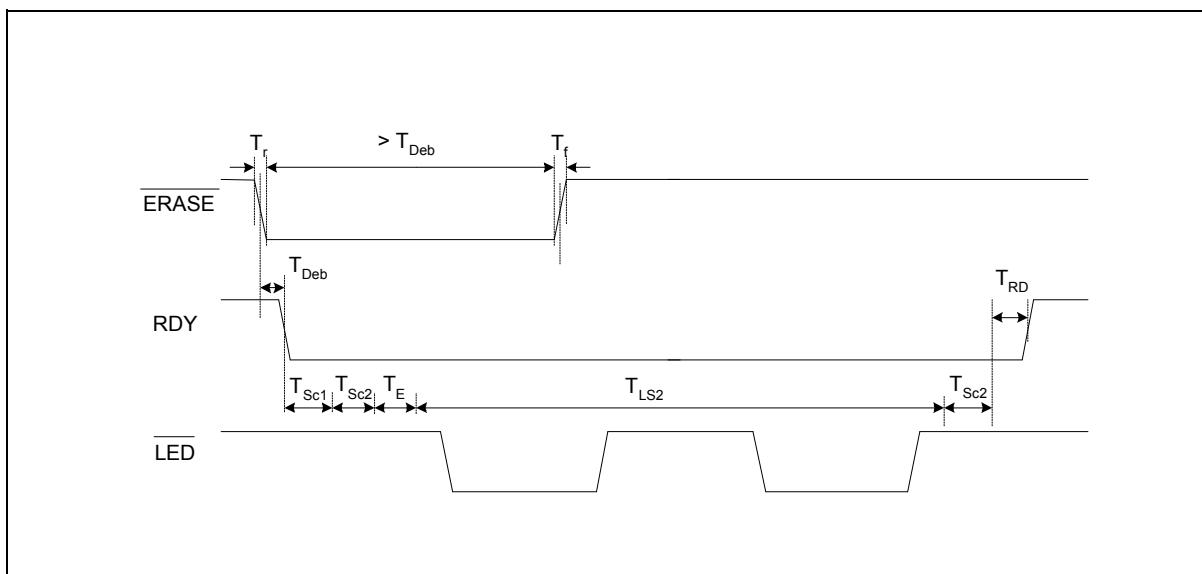 T_r > T_Deb T_f
ERASE
T_Deb
T_RD
RDY
T_Sc1 T_Sc2 T_E T_LS2 T_Sc2
LED